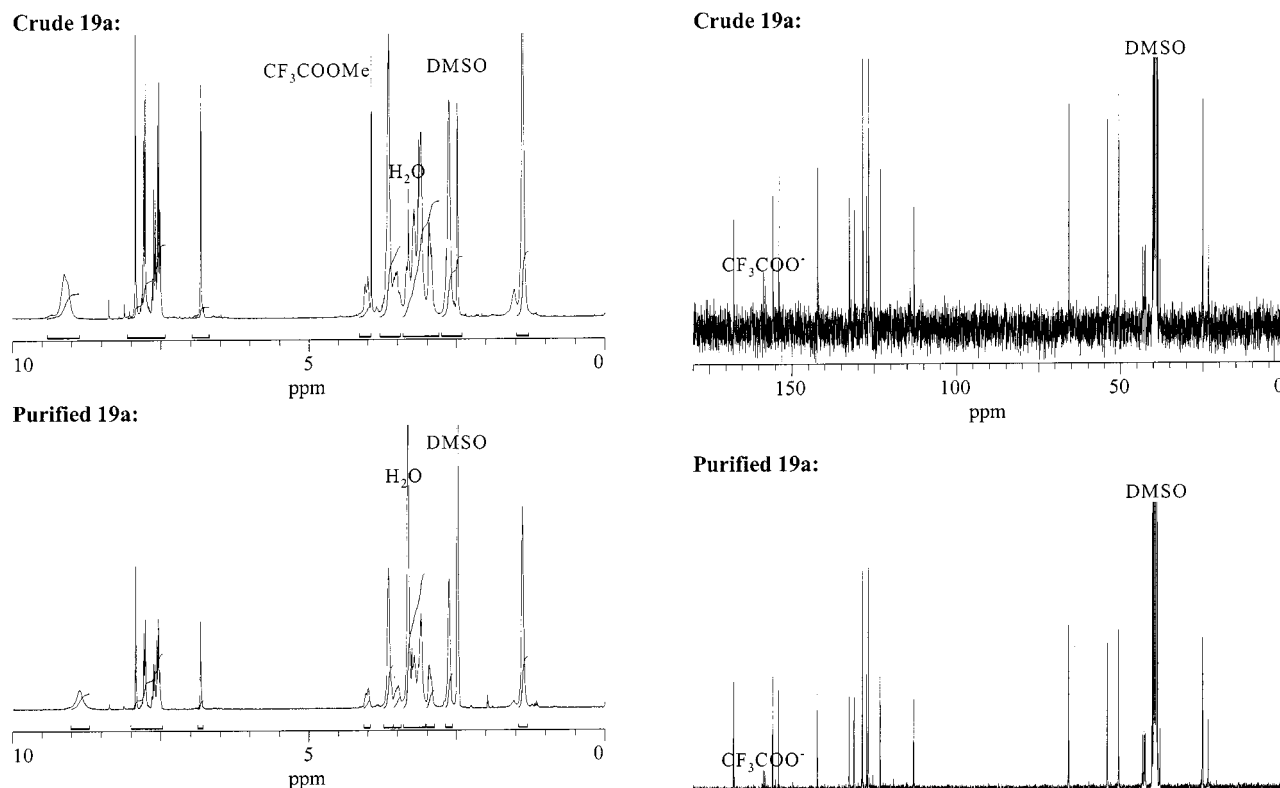 Crude 19a:
CF₃COOMe
DMSO
H₂O
10
5
0
ppm
Purified 19a:
DMSO
H₂O
10
5
0
ppm
Crude 19a:
DMSO
CF₃COO⁻
150
100
50
0
ppm
Purified 19a:
DMSO
CF₃COO⁻